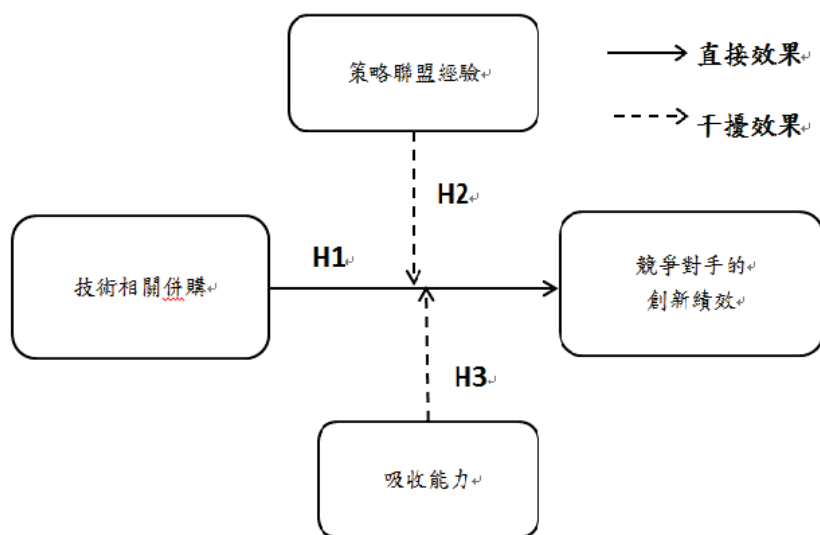 策略聯盟經驗
直接效果
干擾效果
H2
H1
技術相關併購
競爭對手的
創新績效
H3
吸收能力